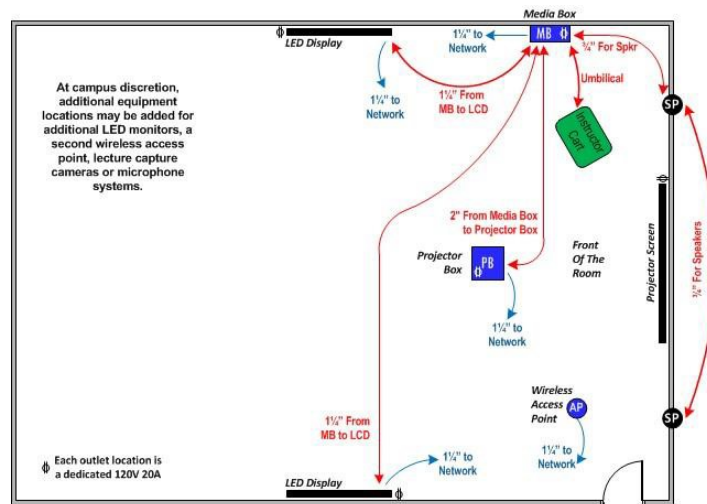 Media Box
MB
LED Display
1¼" to
Network
¾" For Spkr
Umbilical
1¼" to
Network
1¼" From
MB to LCD
SP
Instructor
Cart
At campus discretion,
additional equipment
locations may be added for
additional LED monitors, a
second wireless access
point, lecture capture
cameras or microphone
systems.
2" From Media Box
to Projector Box
Projector
Box
PB
Front
Of The
Room
Projector Screen
¾" For Speakers
1¼" to
Network
Wireless
Access
Point
AP
SP
1¼" From
MB to LCD
1¼" to
Network
1¼" to
Network
Each outlet location is
a dedicated 120V 20A
LED Display